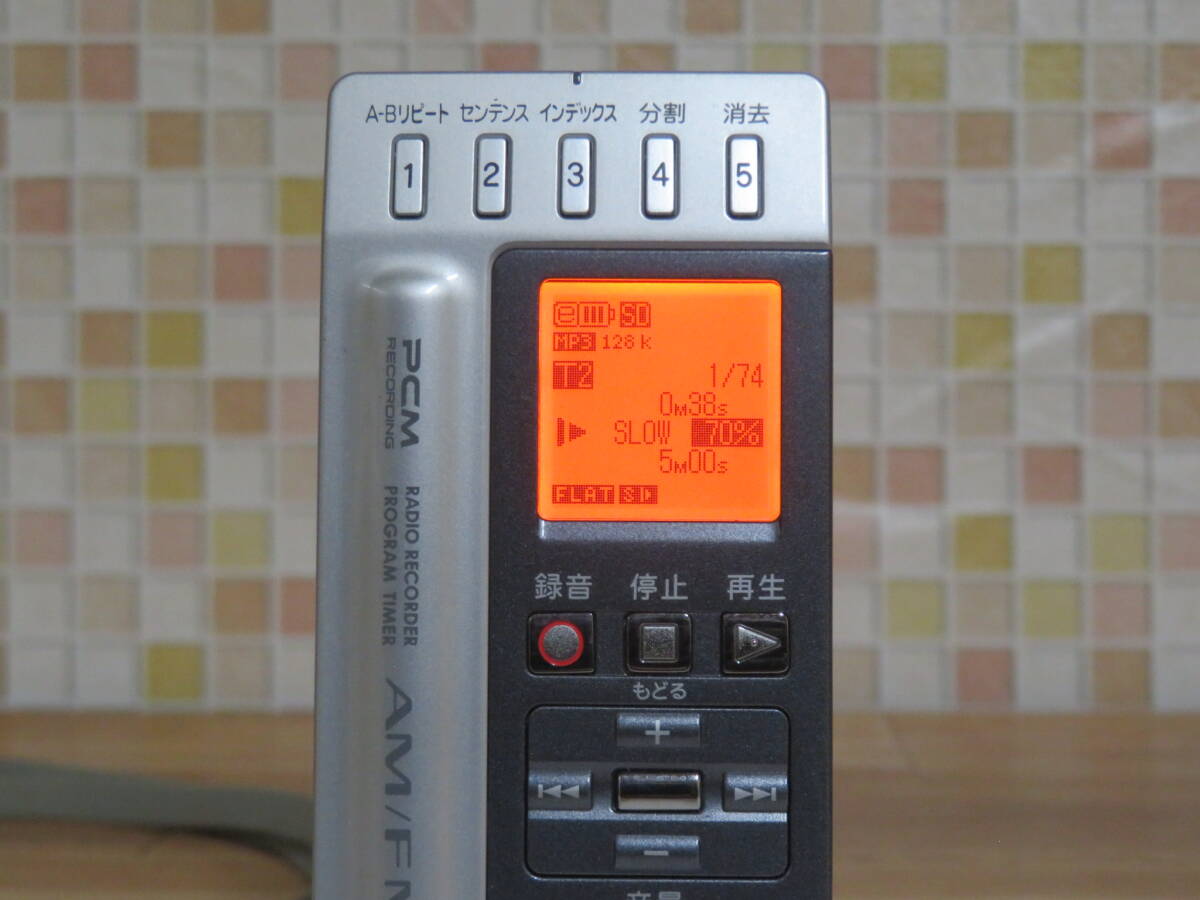 A-Bリピート センテンス インデックス 分割 消去
1 2 3 4 5
e SD
MP3 128 k
T2 1/74
0M38s
SLOW 70%
5M00s
FLAT
PCM
RECORDING
RADIO RECORDER
PROGRAM TIMER
AM/F
録音 停止 再生
もどる
+
−